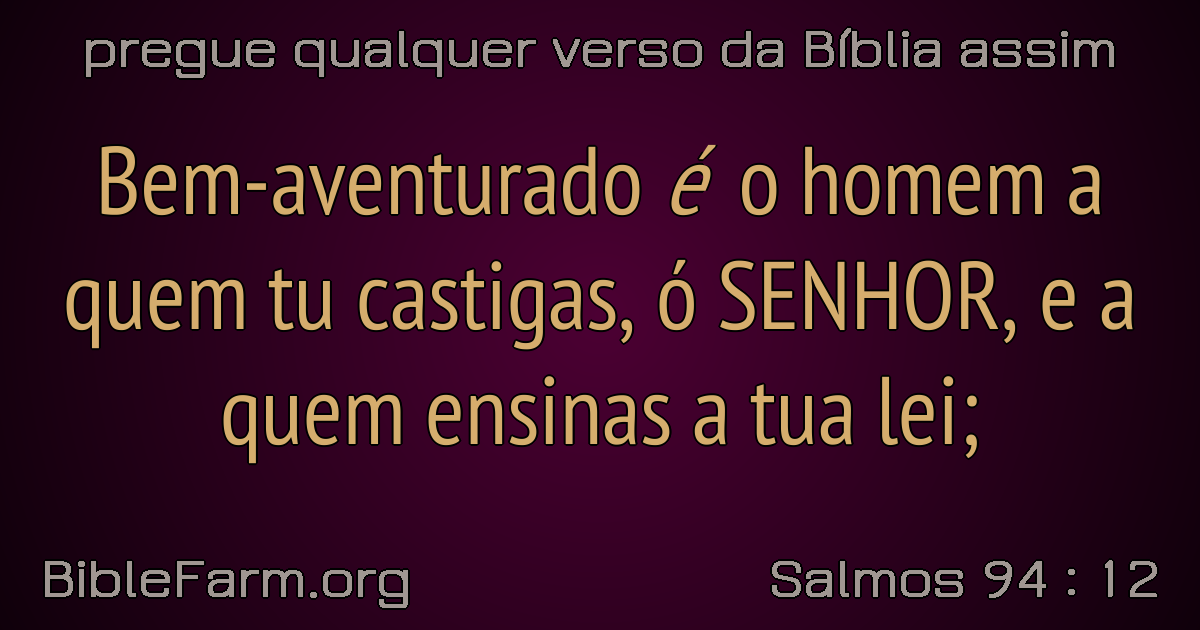 pregue qualquer verso da Bíblia assim
Bem-aventurado é o homem a
quem tu castigas, ó SENHOR, e a
quem ensinas a tua lei;
BibleFarm.org
Salmos 94 : 12